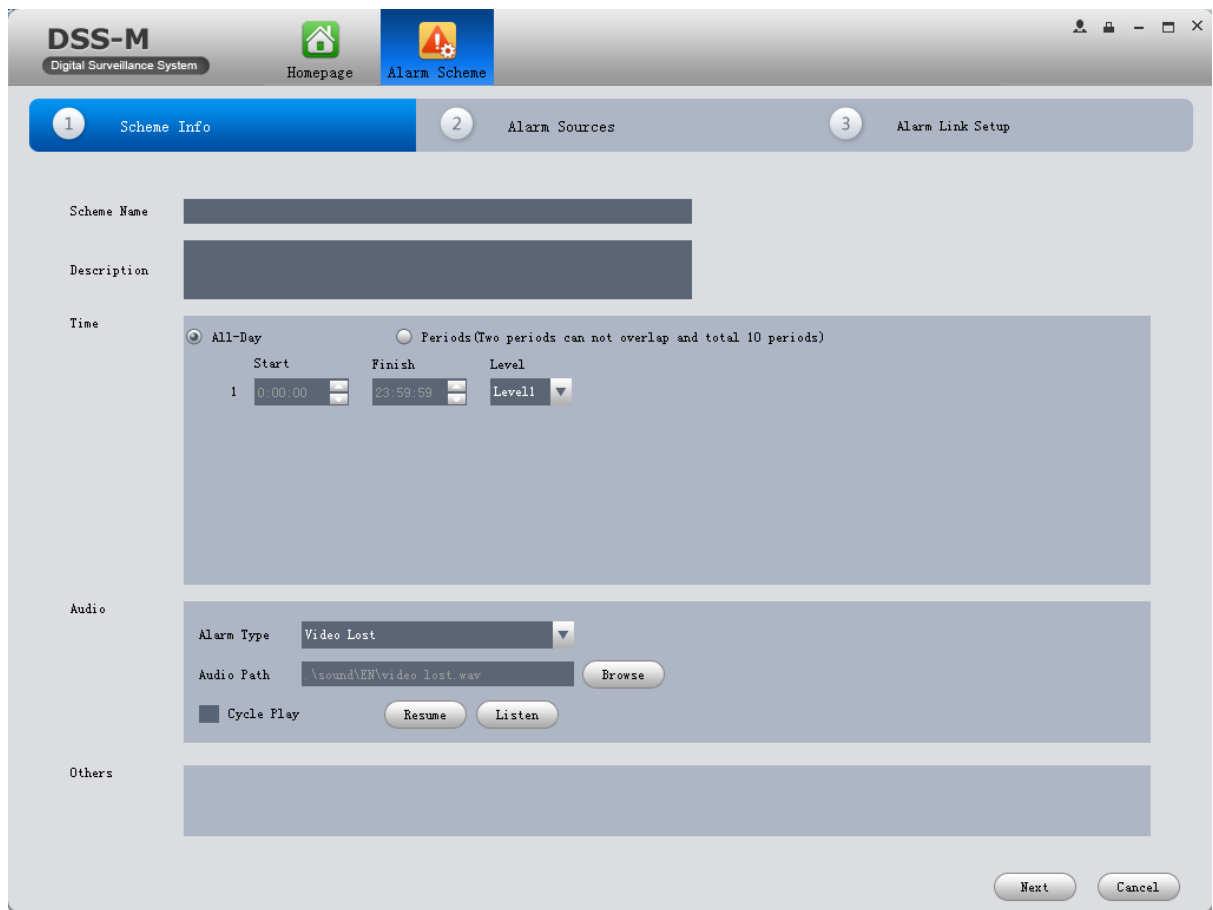 DSS-M
Digital Surveillance System
Homepage
Alarm Scheme
1 Scheme Info
2 Alarm Sources
3 Alarm Link Setup
Scheme Name
Description
Time
All-Day
Periods(Two periods can not overlap and total 10 periods)
Start Finish Level
1 0:00:00 23:59:59 Level1
Audio
Alarm Type Video Lost
Audio Path .\sound\EN\video lost.wav Browse
Cycle Play Resume Listen
Others
Next Cancel